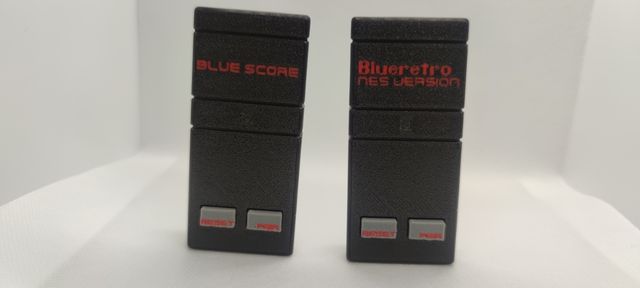 BLUE SCORE
RESET
PAIR
Blueretro
NES VERSION
RESET
PAIR